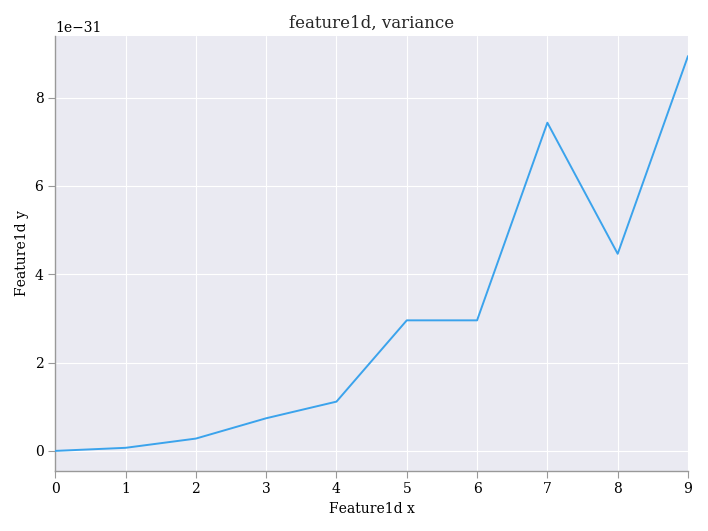 feature1d, variance
1e−31
8
6
4
2
0
Feature1d y
0 1 2 3 4 5 6 7 8 9
Feature1d x